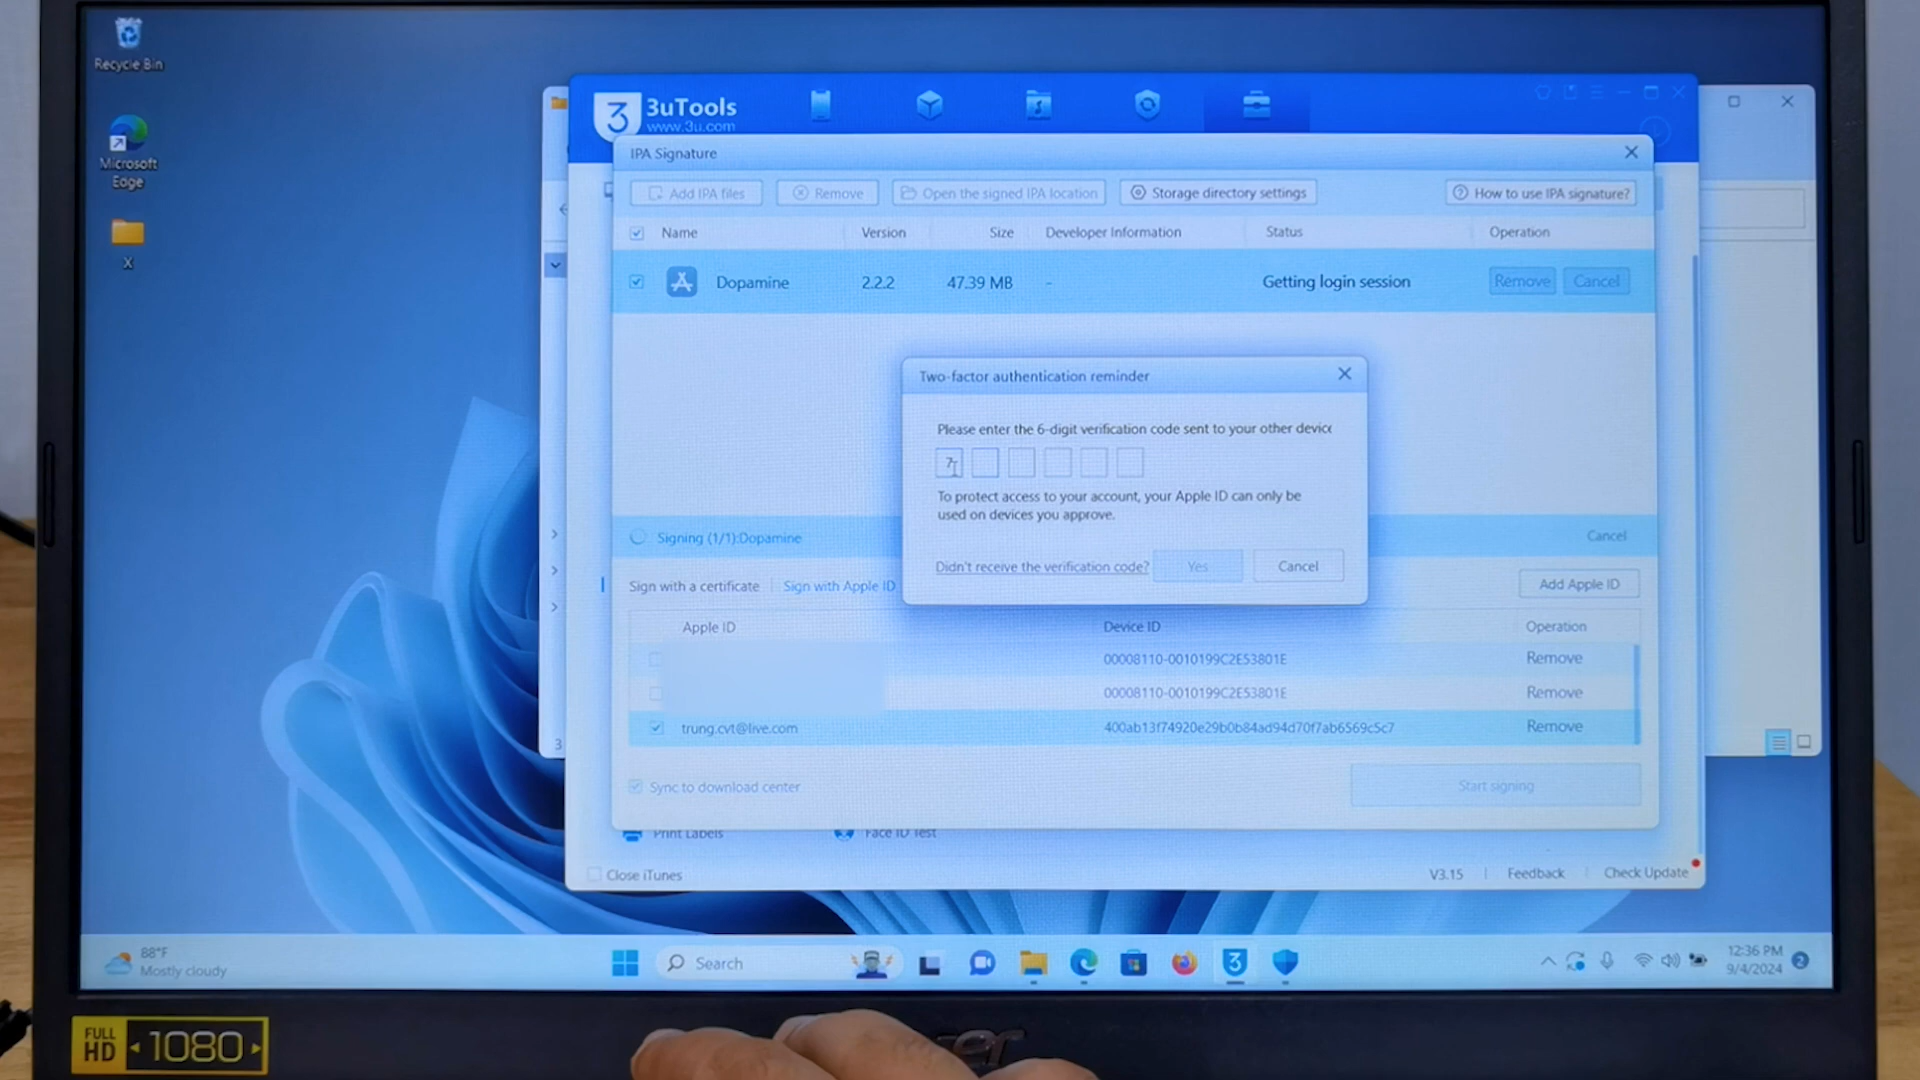 Recycle Bin
Microsoft
Edge
X
3 3uTools
www.3u.com
IPA Signature
Add IPA files Remove Open the signed IPA location Storage directory settings How to use IPA signature?
Name Version Size Developer Information Status Operation
Dopamine 2.2.2 47.39 MB - Getting login session Remove Cancel
Two-factor authentication reminder
Please enter the 6-digit verification code sent to your other device
7
To protect access to your account, your Apple ID can only be
used on devices you approve.
Didn't receive the verification code? Yes Cancel
Signing (1/1):Dopamine Cancel
Sign with a certificate Sign with Apple ID Add Apple ID
Apple ID Device ID Operation
00008110-0010199C2E53801E Remove
00008110-0010199C2E53801E Remove
trung.cvt@live.com 400ab13f74920e29b0b84ad94d70f7ab6569c5c7 Remove
3
Sync to download center Start signing
Print Labels Face ID Test
Close iTunes V3.15 Feedback Check Update
88°F
Mostly cloudy
Search
3
12:36 PM
9/4/2024
2
FULL
HD 1080